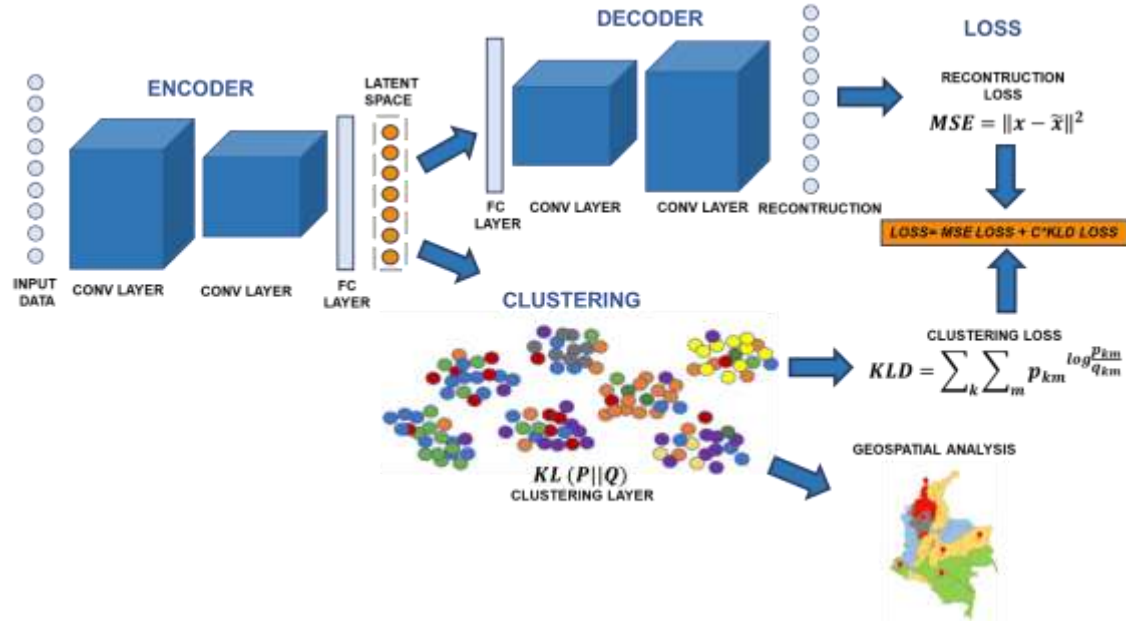 ENCODER
INPUT
DATA
CONV LAYER
CONV LAYER
FC
LAYER
LATENT
SPACE
DECODER
FC
LAYER
CONV LAYER
CONV LAYER
RECONTRUCTION
LOSS
RECONTRUCTION
LOSS
MSE = ‖x − x̃‖²
LOSS= MSE LOSS + C*KLD LOSS
CLUSTERING LOSS
KLD = ∑k ∑m pkm log pkm/qkm
CLUSTERING
KL (P||Q)
CLUSTERING LAYER
GEOSPATIAL ANALYSIS